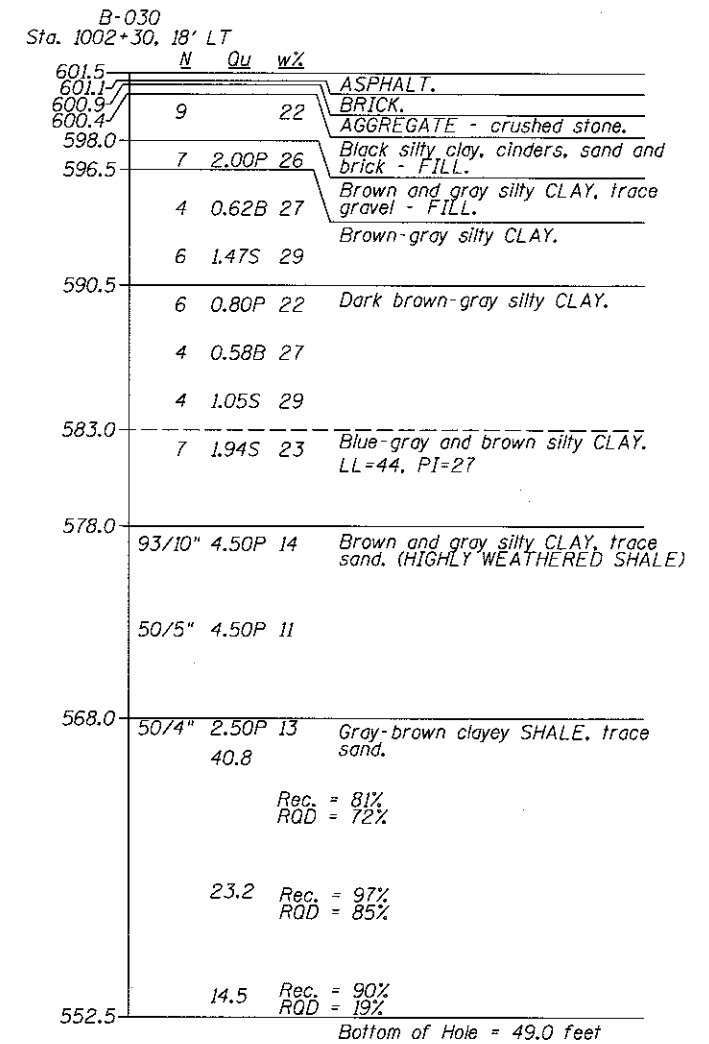 B-030
Sta. 1002+30, 18' LT
N Qu w%
601.5
601.1 ASPHALT.
600.9 BRICK.
600.4 9 22 AGGREGATE - crushed stone.
598.0 Black silty clay, cinders, sand and
7 2.00P 26 brick - FILL.
596.5
Brown and gray silty CLAY, trace
4 0.62B 27 gravel - FILL.
Brown-gray silty CLAY.
6 1.47S 29
590.5
6 0.80P 22 Dark brown-gray silty CLAY.
4 0.58B 27
4 1.05S 29
583.0
7 1.94S 23 Blue-gray and brown silty CLAY.
LL=44, PI=27
578.0
93/10" 4.50P 14 Brown and gray silty CLAY, trace
sand. (HIGHLY WEATHERED SHALE)
50/5" 4.50P 11
568.0
50/4" 2.50P 13 Gray-brown clayey SHALE, trace
40.8 sand.
Rec. = 81%
RQD = 72%
23.2 Rec. = 97%
RQD = 85%
14.5 Rec. = 90%
RQD = 19%
552.5
Bottom of Hole = 49.0 feet